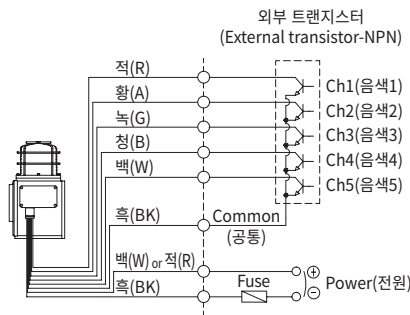 외부 트랜지스터
(External transistor-NPN)
적(R)
Ch1(음색1)
황(A)
Ch2(음색2)
녹(G)
Ch3(음색3)
청(B)
Ch4(음색4)
백(W)
Ch5(음색5)
흑(BK)
Common
(공통)
백(W) or 적(R)
흑(BK)
Fuse
Power(전원)